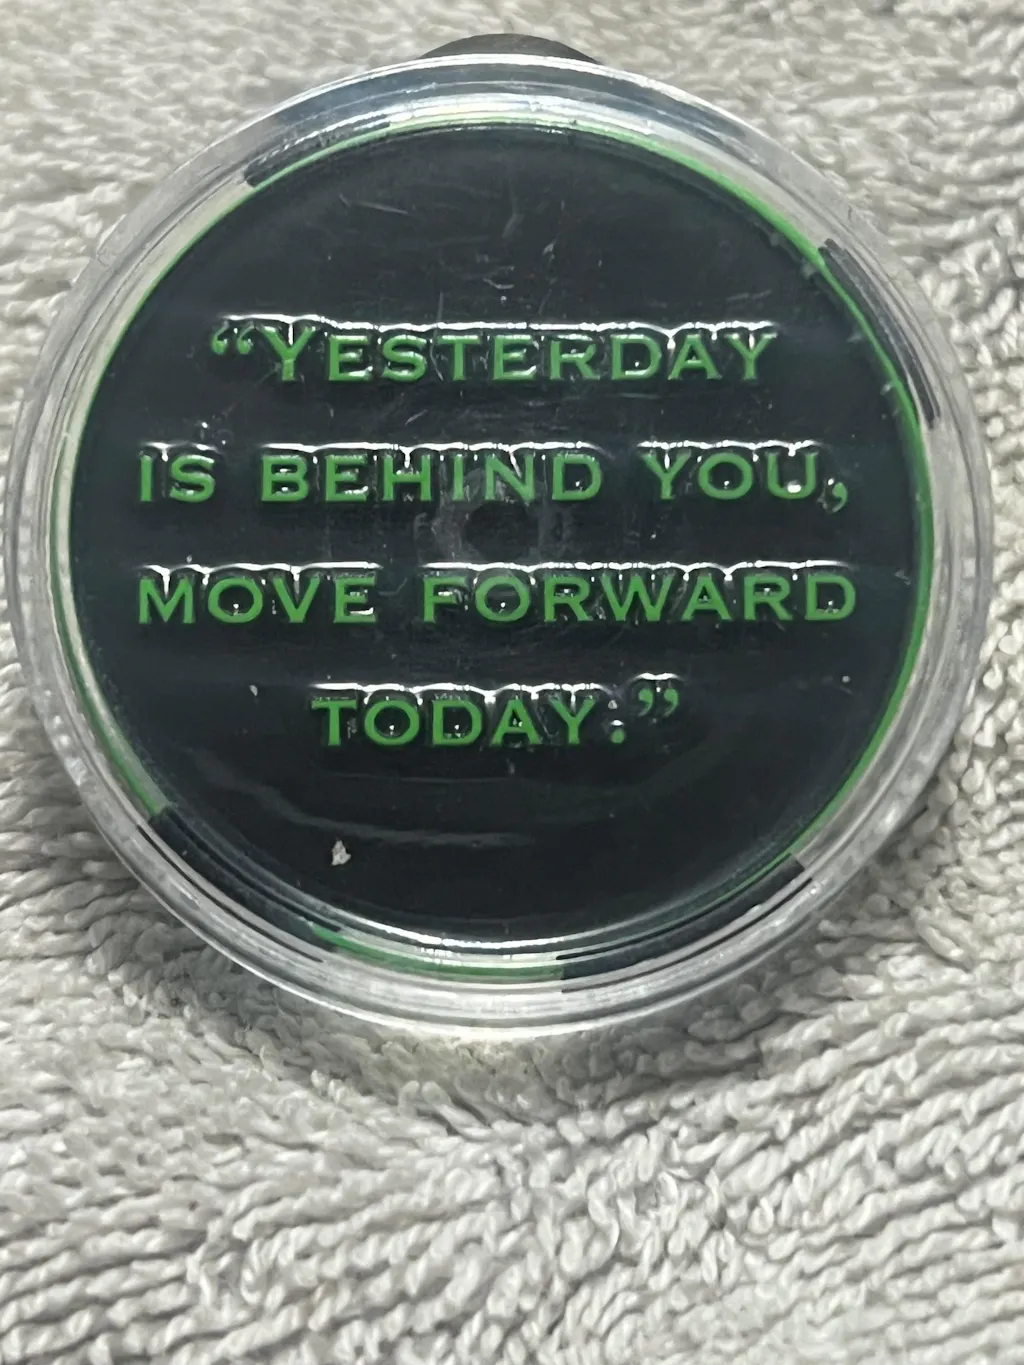 “YESTERDAY
IS BEHIND YOU,
MOVE FORWARD
TODAY.”